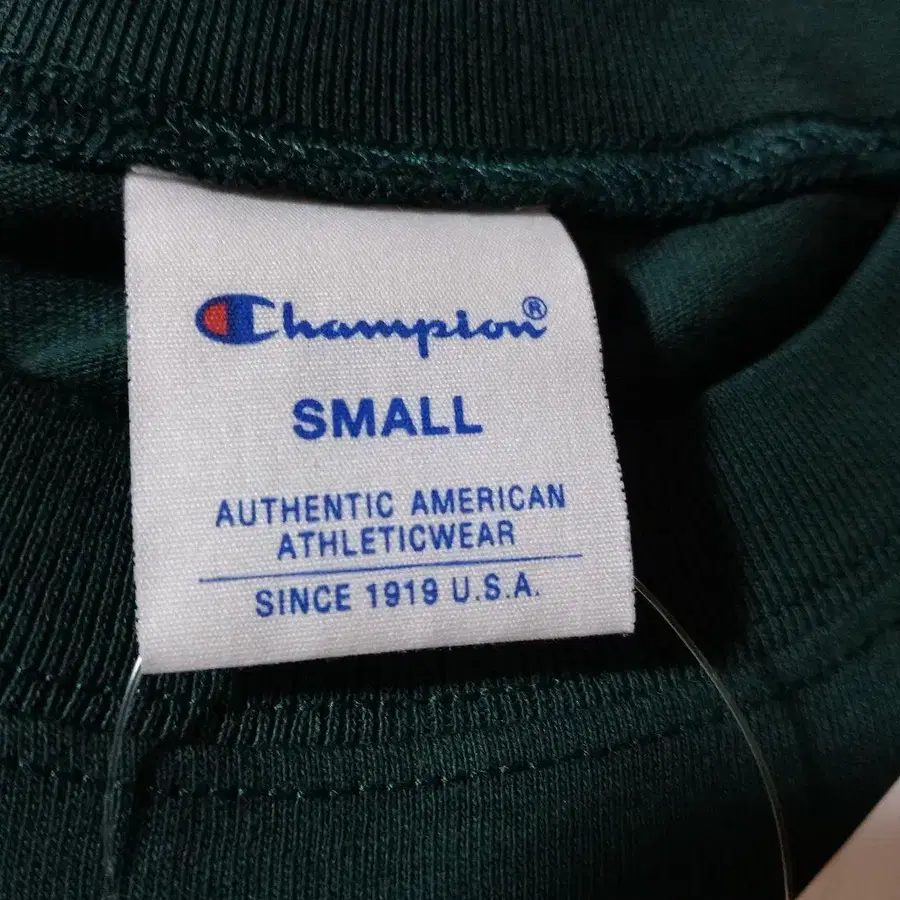 Champion®
SMALL
AUTHENTIC AMERICAN
ATHLETICWEAR
SINCE 1919 U.S.A.